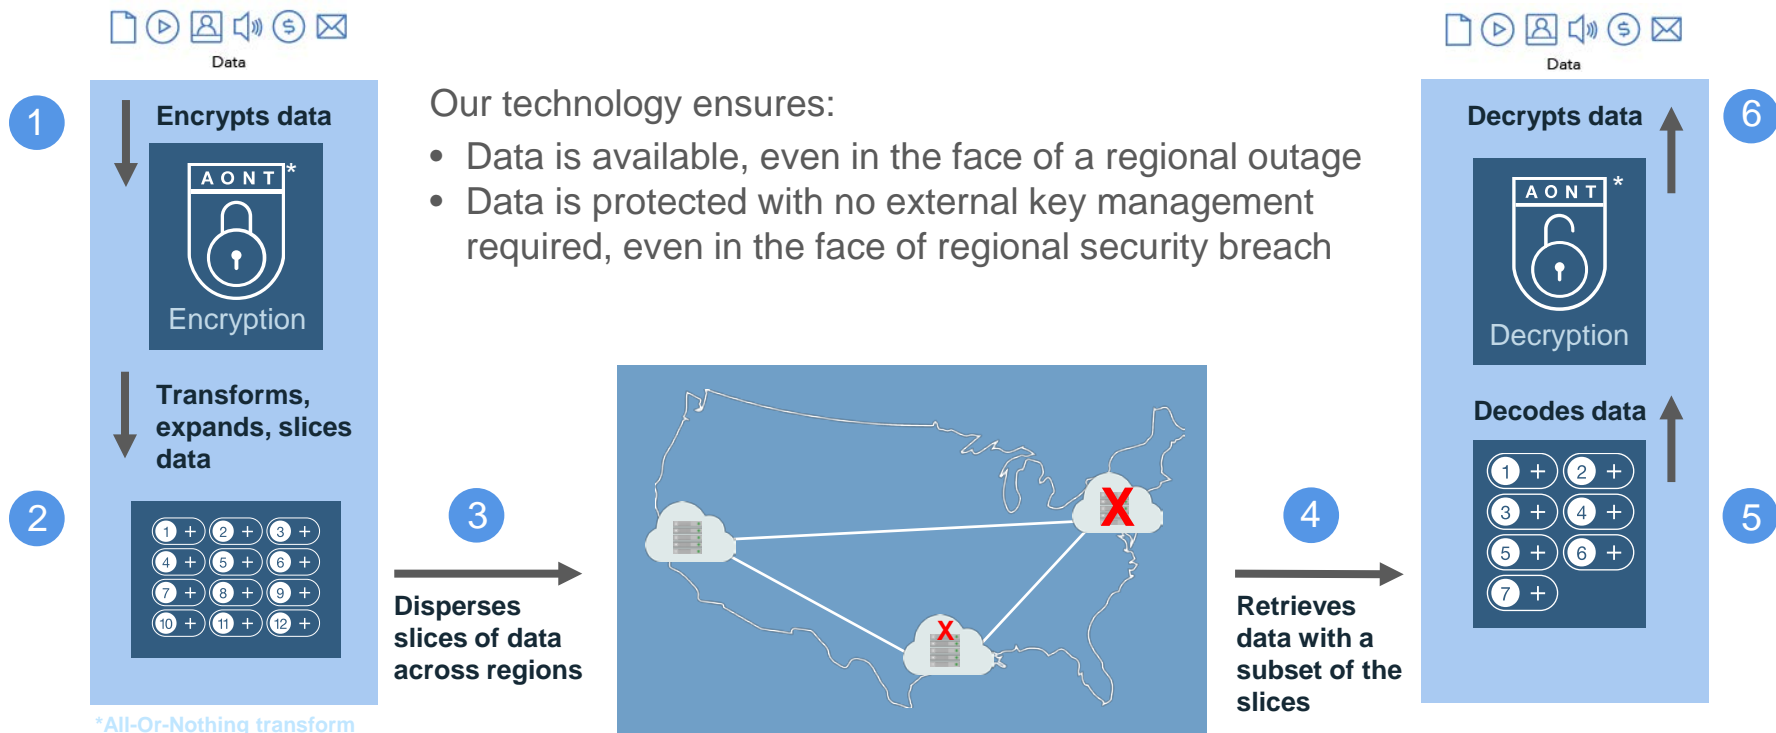 Data
1
Encrypts data
AONT*
Encryption
Transforms,
expands, slices
data
2
1 + 2 + 3 +
4 + 5 + 6 +
7 + 8 + 9 +
10 + 11 + 12 +
*All-Or-Nothing transform
Our technology ensures:
• Data is available, even in the face of a regional outage
• Data is protected with no external key management
required, even in the face of regional security breach
3
Disperses
slices of data
across regions
X
X
4
Retrieves
data with a
subset of the
slices
Data
Decrypts data
6
AONT*
Decryption
Decodes data
1 + 2 +
3 + 4 +
5 + 6 +
7 +
5